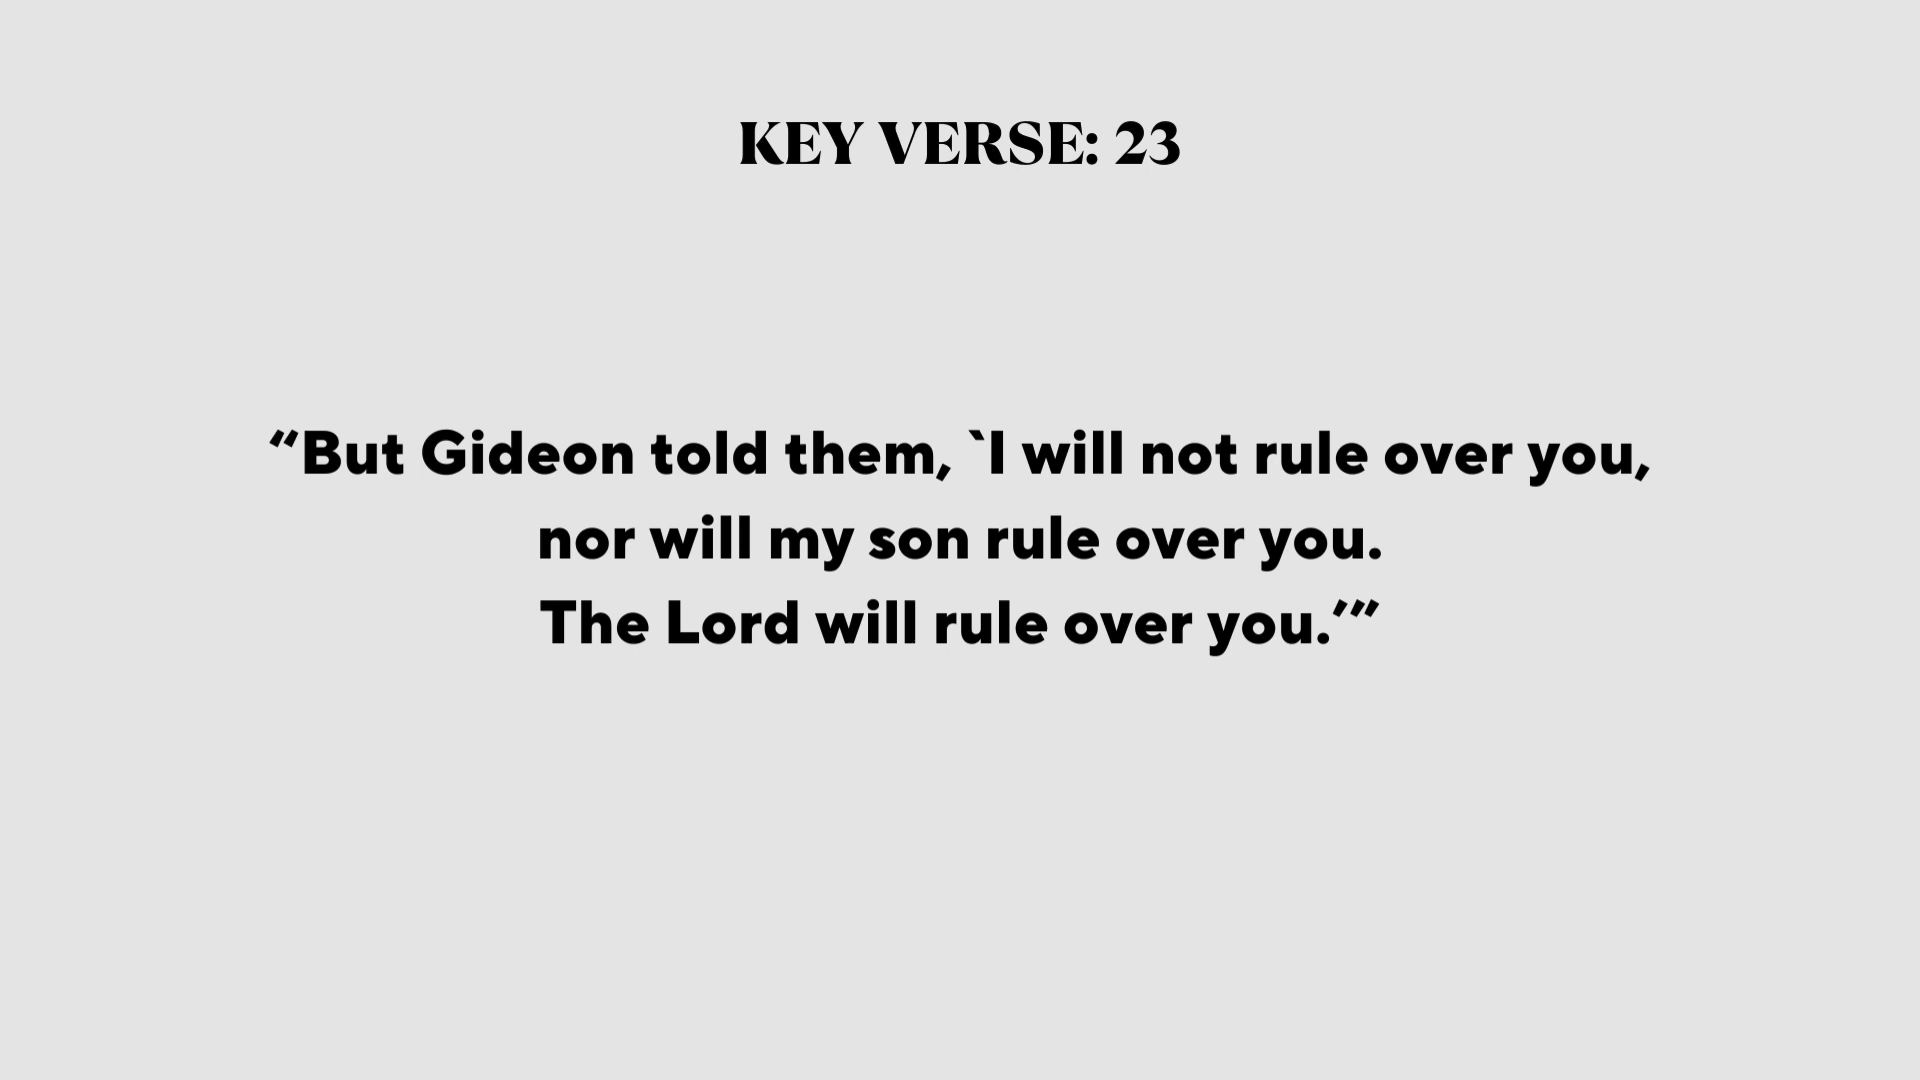 KEY VERSE: 23
“But Gideon told them, `I will not rule over you,
nor will my son rule over you.
The Lord will rule over you.’”